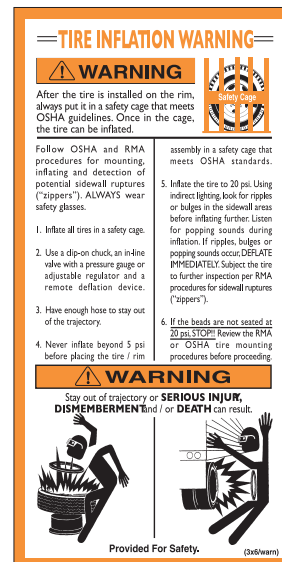 TIRE INFLATION WARNING
WARNING
After the tire is installed on the rim,
always put it in a safety cage that meets
OSHA guidelines. Once in the cage,
the tire can be inflated.
Safety Cage
Follow OSHA and RMA
procedures for mounting,
inflating and detection of
potential sidewall ruptures
("zippers"). ALWAYS wear
safety glasses.
1. Inflate all tires in a safety cage.
2. Use a clip-on chuck, an in-line
valve with a pressure gauge or
adjustable regulator and a
remote deflation device.
3. Have enough hose to stay out
of the trajectory.
4. Never inflate beyond 5 psi
before placing the tire / rim
assembly in a safety cage that
meets OSHA standards.
5. Inflate the tire to 20 psi. Using
indirect lighting, look for ripples
or bulges in the sidewall areas
before inflating further. Listen
for popping sounds during
inflation. If ripples, bulges or
popping sounds occur, DEFLATE
IMMEDIATELY. Subject the tire
to further inspection per RMA
procedures for sidewall ruptures
("zippers").
6. If the beads are not seated at
20 psi, STOP!! Review the RMA
or OSHA tire mounting
procedures before proceeding.
WARNING
Stay out of trajectory or SERIOUS INJURY,
DISMEMBERMENT and / or DEATH can result.
Provided For Safety.
(3x6/warn)